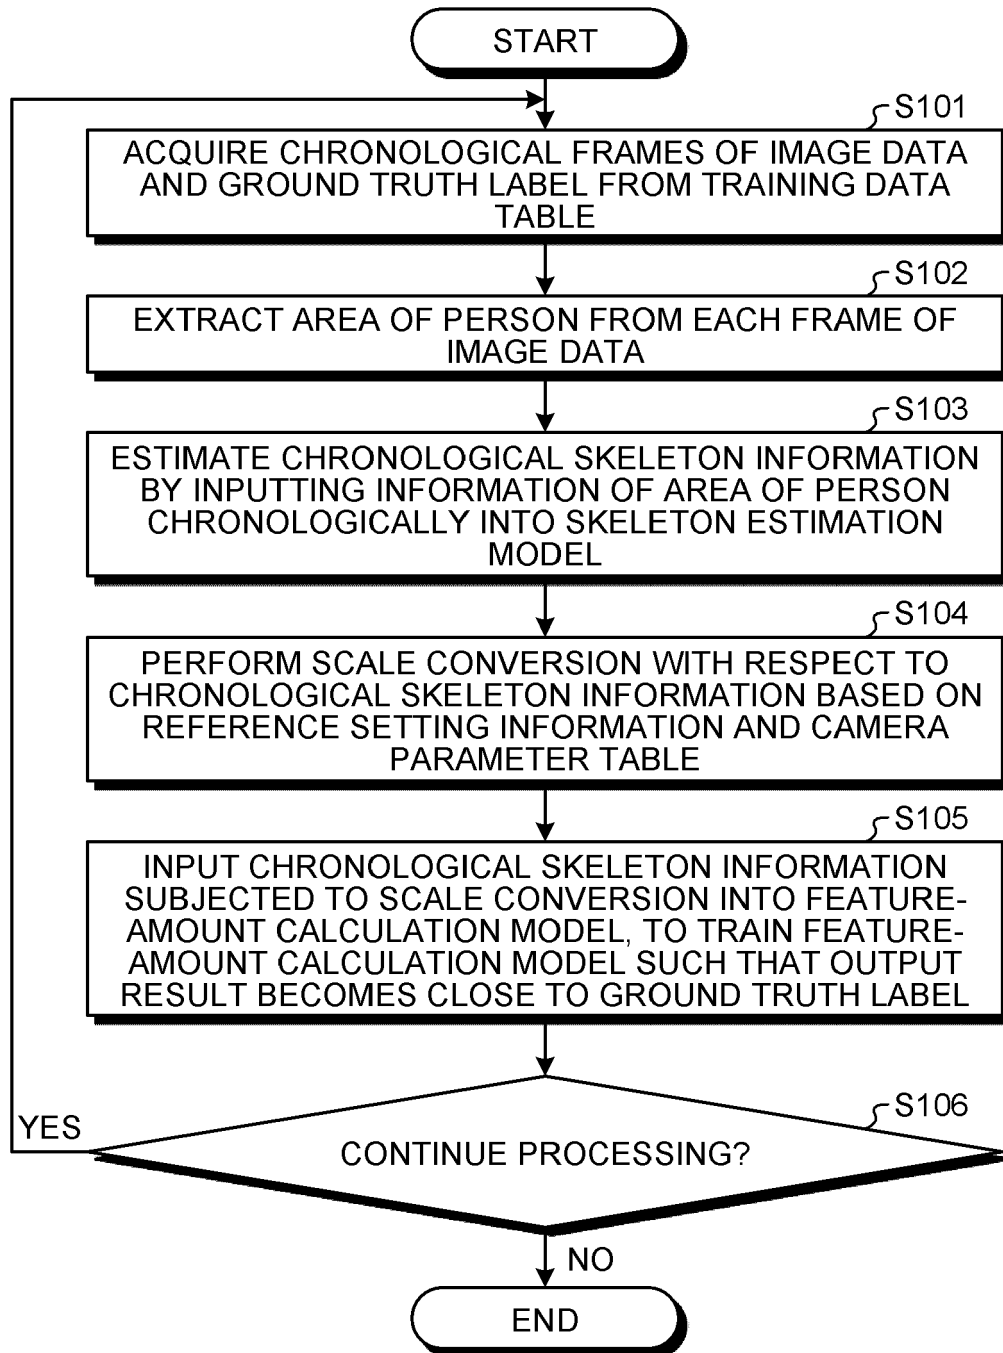 START
S101
ACQUIRE CHRONOLOGICAL FRAMES OF IMAGE DATA
AND GROUND TRUTH LABEL FROM TRAINING DATA
TABLE
S102
EXTRACT AREA OF PERSON FROM EACH FRAME OF
IMAGE DATA
S103
ESTIMATE CHRONOLOGICAL SKELETON INFORMATION
BY INPUTTING INFORMATION OF AREA OF PERSON
CHRONOLOGICALLY INTO SKELETON ESTIMATION
MODEL
S104
PERFORM SCALE CONVERSION WITH RESPECT TO
CHRONOLOGICAL SKELETON INFORMATION BASED ON
REFERENCE SETTING INFORMATION AND CAMERA
PARAMETER TABLE
S105
INPUT CHRONOLOGICAL SKELETON INFORMATION
SUBJECTED TO SCALE CONVERSION INTO FEATURE-
AMOUNT CALCULATION MODEL, TO TRAIN FEATURE-
AMOUNT CALCULATION MODEL SUCH THAT OUTPUT
RESULT BECOMES CLOSE TO GROUND TRUTH LABEL
S106
YES
CONTINUE PROCESSING?
NO
END